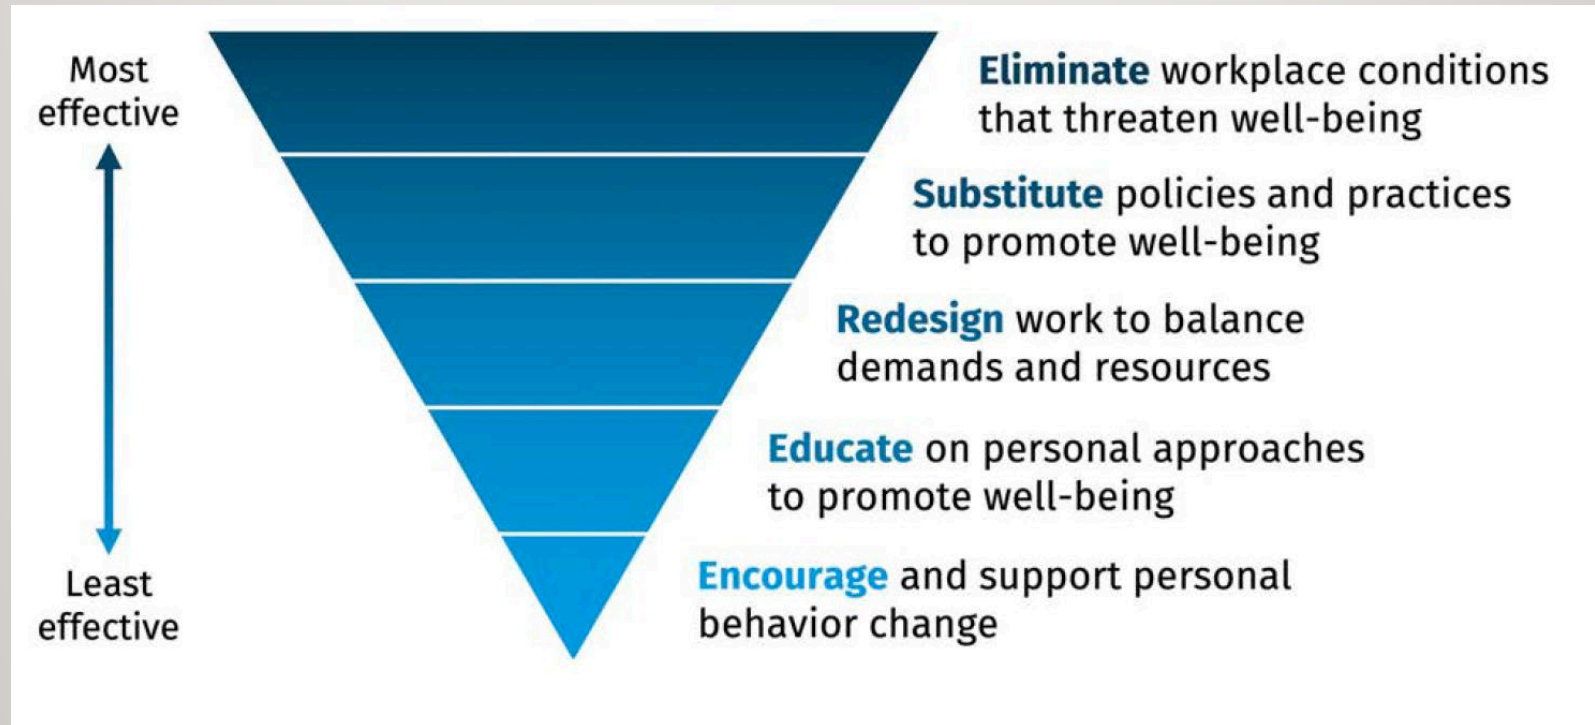 Most
effective
Eliminate workplace conditions
that threaten well-being
Substitute policies and practices
to promote well-being
Redesign work to balance
demands and resources
Educate on personal approaches
to promote well-being
Encourage and support personal
behavior change
Least
effective